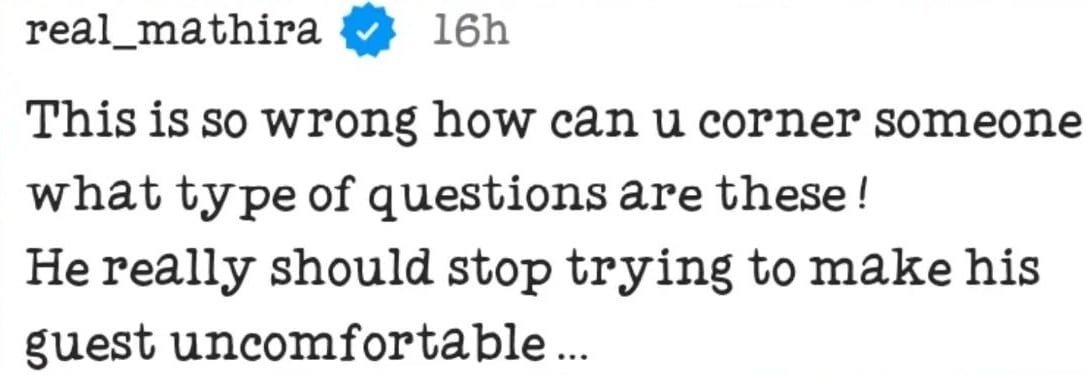 real_mathira 16h
This is so wrong how can u corner someone
what type of questions are these!
He really should stop trying to make his
guest uncomfortable...